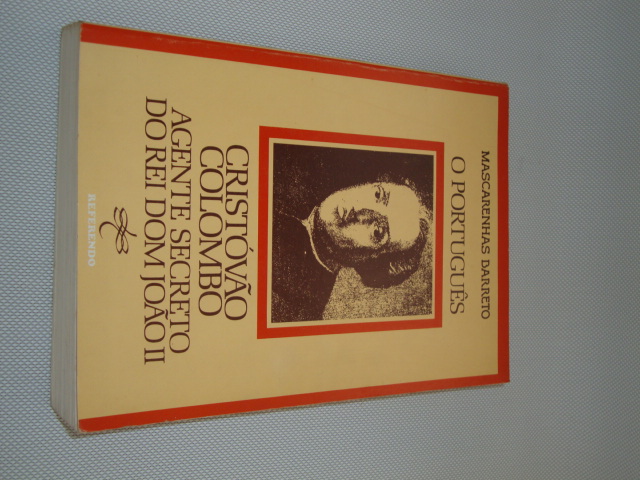 MASCARENHAS BARRETO
O PORTUGUÊS
CRISTÓVÃO
COLOMBO
AGENTE SECRETO
DO REI DOM JOÃO II
REFERENDO